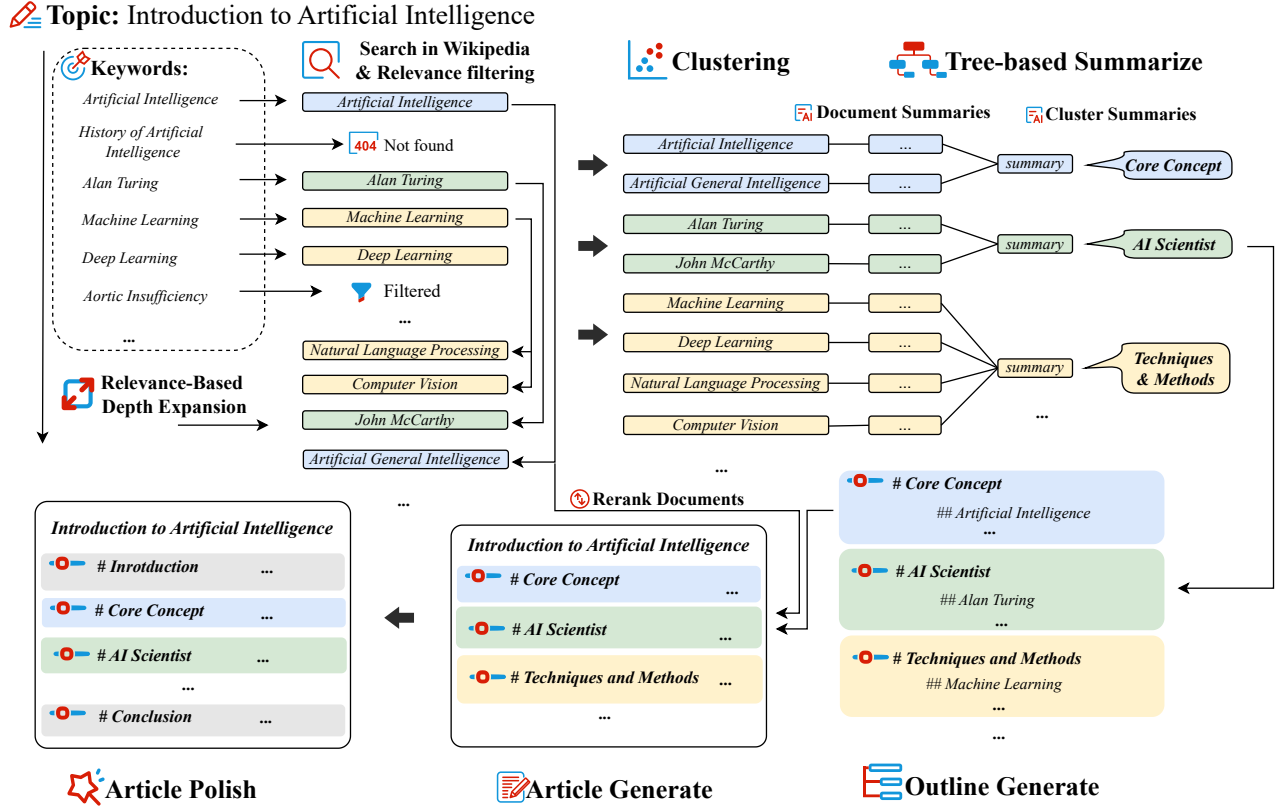 Topic: Introduction to Artificial Intelligence
Keywords:
Artificial Intelligence
History of Artificial
Intelligence
Alan Turing
Machine Learning
Deep Learning
Aortic Insufficiency
...
Search in Wikipedia
& Relevance filtering
Artificial Intelligence
404 Not found
Alan Turing
Machine Learning
Deep Learning
Filtered
...
Natural Language Processing
Computer Vision
John McCarthy
Artificial General Intelligence
...
Relevance-Based
Depth Expansion
Clustering
Tree-based Summarize
AI Document Summaries
AI Cluster Summaries
Artificial Intelligence ...
Artificial General Intelligence ...
summary
Core Concept
Alan Turing ...
John McCarthy ...
summary
AI Scientist
Machine Learning ...
Deep Learning ...
Natural Language Processing ...
Computer Vision ...
summary
Techniques
& Methods
...
...
Rerank Documents
# Core Concept
## Artificial Intelligence
...
# AI Scientist
## Alan Turing
...
# Techniques and Methods
## Machine Learning
...
...
Outline Generate
Introduction to Artificial Intelligence
# Core Concept ...
# AI Scientist ...
# Techniques and Methods ...
...
Article Generate
Introduction to Artificial Intelligence
# Inrotduction ...
# Core Concept ...
# AI Scientist ...
...
# Conclusion ...
Article Polish